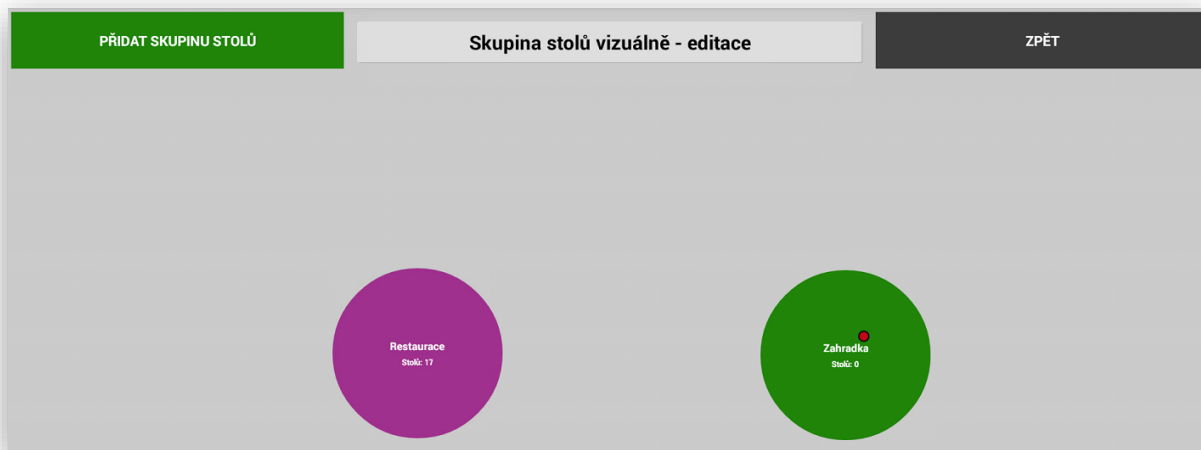 PŘIDAT SKUPINU STOLŮ
Skupina stolů vizuálně - editace
ZPĚT
Restaurace
Stolů: 17
Zahradka
Stolů: 0